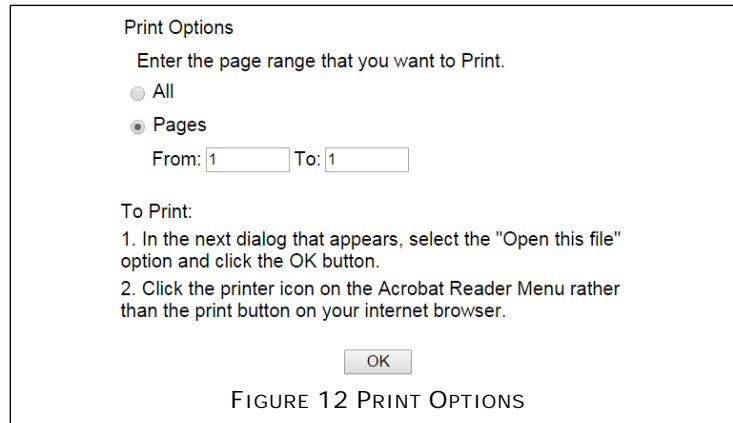 Print Options
Enter the page range that you want to Print.
All
Pages
From: 1 To: 1
To Print:
1. In the next dialog that appears, select the "Open this file"
option and click the OK button.
2. Click the printer icon on the Acrobat Reader Menu rather
than the print button on your internet browser.
OK
FIGURE 12 PRINT OPTIONS